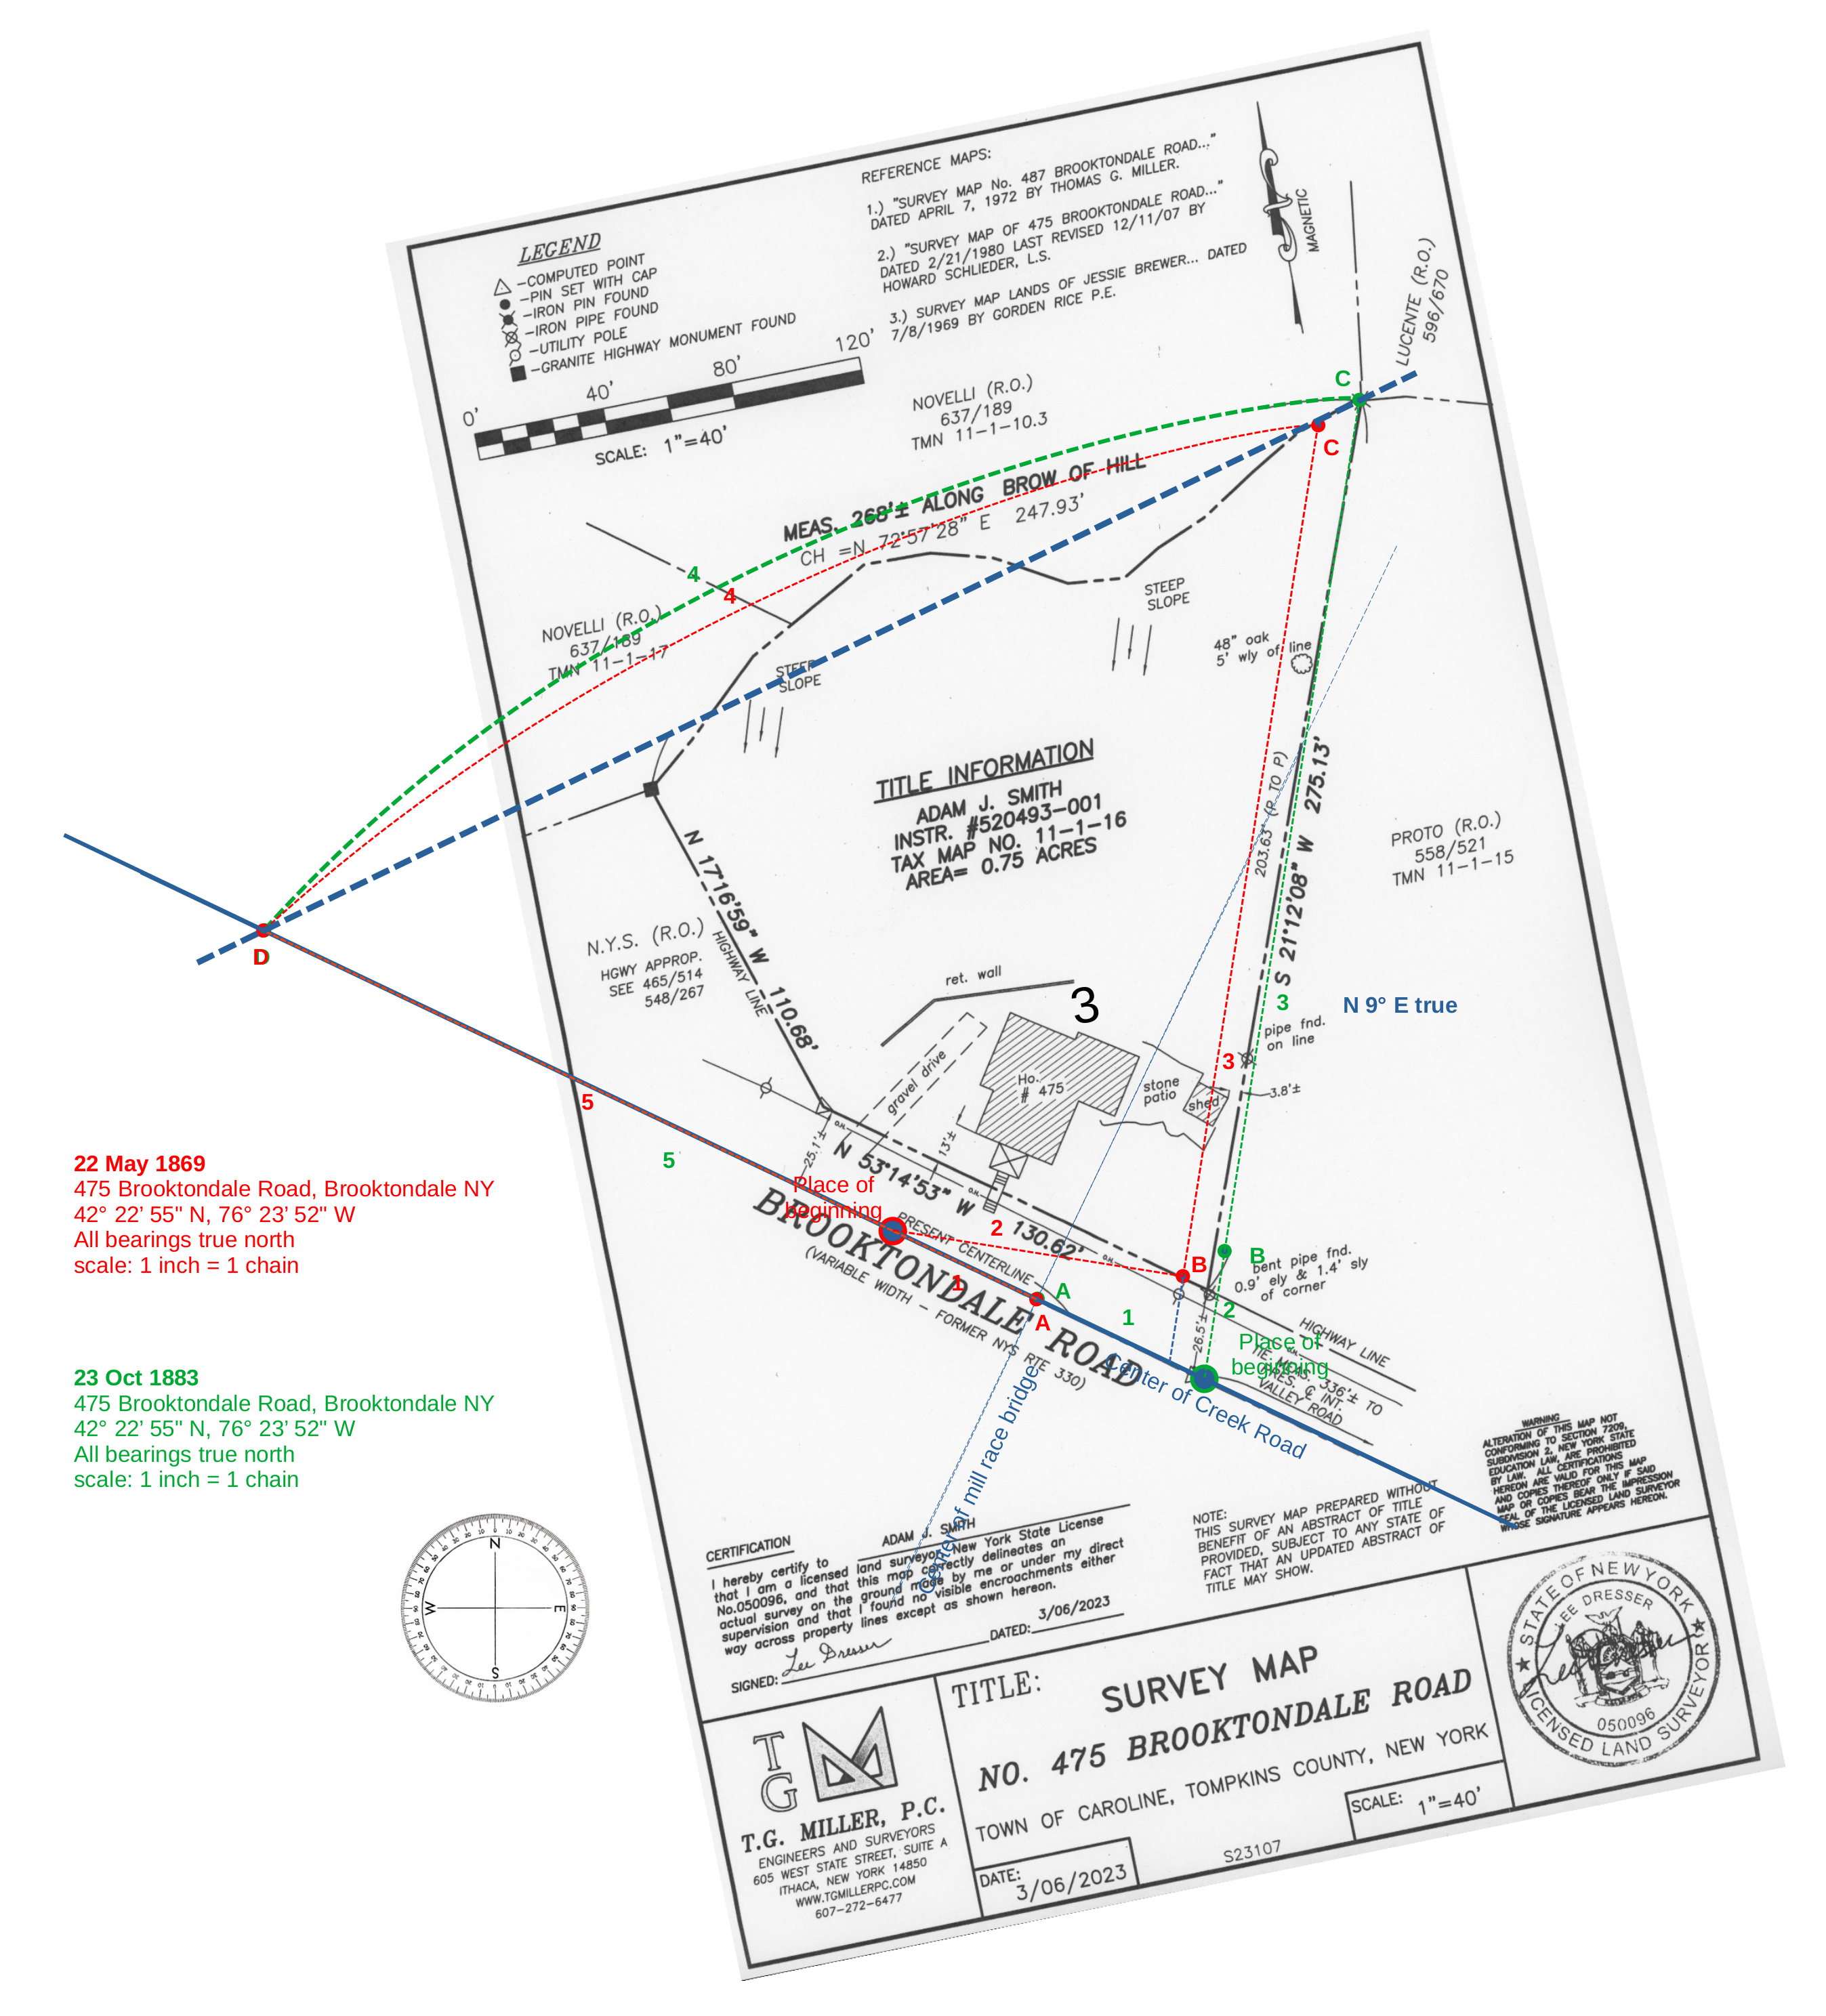 LEGEND
-COMPUTED POINT
-PIN SET WITH CAP
-IRON PIN FOUND
-IRON PIPE FOUND
-UTILITY POLE
-GRANITE HIGHWAY MONUMENT FOUND
0' 40' 80' 120'
SCALE: 1"=40'
REFERENCE MAPS:
1.) "SURVEY MAP No. 487 BROOKTONDALE ROAD..."
DATED APRIL 7, 1972 BY THOMAS G. MILLER.
2.) "SURVEY MAP OF 475 BROOKTONDALE ROAD..."
DATED 2/21/1980 LAST REVISED 12/11/07 BY
HOWARD SCHLIEDER, L.S.
3.) SURVEY MAP LANDS OF JESSIE BREWER... DATED
7/8/1969 BY GORDEN RICE P.E.
MAGNETIC
LUCENTE (R.O.)
596/670
NOVELLI (R.O.)
637/189
TMN 11-1-10.3
C
C
MEAS. 268'± ALONG BROW OF HILL
CH =N 72°57'28" E 247.93'
4
4
NOVELLI (R.O.)
637/189
TMN 11-1-17
STEEP
SLOPE
STEEP
SLOPE
48" oak
5' wly of line
TITLE INFORMATION
ADAM J. SMITH
INSTR. #520493-001
TAX MAP NO. 11-1-16
AREA= 0.75 ACRES
203.63' (P TO P)
S 21°12'08" W 275.13'
PROTO (R.O.)
558/521
TMN 11-1-15
D
N.Y.S. (R.O.)
HGWY APPROP.
SEE 465/514
548/267
N 17°16'59" W 110.68'
HIGHWAY LINE
ret. wall
3
3
N 9° E true
pipe fnd.
on line
3
3.8'±
gravel drive
Ho.
# 475
stone
patio
shed
5
5
25.1'±
13'±
O.H.
O.H.
O.H.
N 53°14'53" W 130.62'
Place of
beginning
PRESENT CENTERLINE
2
1
BROOKTONDALE ROAD
(VARIABLE WIDTH - FORMER NYS RTE 330)
A
A
1
B
B
bent pipe fnd.
0.9' ely & 1.4' sly
of corner
2
26.5'±
Place of
beginning
HIGHWAY LINE
TIE MEAS. 336'± TO
PRES. ℄ INT.
VALLEY ROAD
Center of Creek Road
Center of mill race bridge
22 May 1869
475 Brooktondale Road, Brooktondale NY
42° 22’ 55" N, 76° 23’ 52" W
All bearings true north
scale: 1 inch = 1 chain
23 Oct 1883
475 Brooktondale Road, Brooktondale NY
42° 22’ 55" N, 76° 23’ 52" W
All bearings true north
scale: 1 inch = 1 chain
N
W E
S
WARNING
ALTERATION OF THIS MAP NOT
CONFORMING TO SECTION 7209,
SUBDIVISION 2, NEW YORK STATE
EDUCATION LAW, ARE PROHIBITED
BY LAW. ALL CERTIFICATIONS
HEREON ARE VALID FOR THIS MAP
AND COPIES THEREOF ONLY IF SAID
MAP OR COPIES BEAR THE IMPRESSION
SEAL OF THE LICENSED LAND SURVEYOR
WHOSE SIGNATURE APPEARS HEREON.
NOTE:
THIS SURVEY MAP PREPARED WITHOUT
BENEFIT OF AN ABSTRACT OF TITLE
PROVIDED, SUBJECT TO ANY STATE OF
FACT THAT AN UPDATED ABSTRACT OF
TITLE MAY SHOW.
CERTIFICATION
I hereby certify to ADAM J. SMITH
that I am a licensed land surveyor, New York State License
No.050096, and that this map correctly delineates an
actual survey on the ground made by me or under my direct
supervision and that I found no visible encroachments either
way across property lines except as shown hereon.
SIGNED: Lee Dresser DATED: 3/06/2023
TG
T.G. MILLER, P.C.
ENGINEERS AND SURVEYORS
605 WEST STATE STREET, SUITE A
ITHACA, NEW YORK 14850
WWW.TGMILLERPC.COM
607-272-6477
TITLE:
SURVEY MAP
NO. 475 BROOKTONDALE ROAD
TOWN OF CAROLINE, TOMPKINS COUNTY, NEW YORK
DATE:
3/06/2023
S23107
SCALE: 1"=40'
STATE OF NEW YORK
LEE DRESSER
050096
LICENSED LAND SURVEYOR